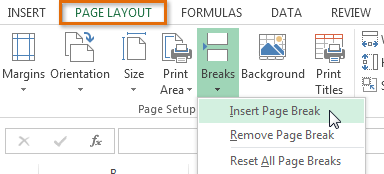 INSERT PAGE LAYOUT FORMULAS DATA REVIEW
Margins Orientation Size Print Area Breaks Background Print Titles
Page Setup
Insert Page Break
Remove Page Break
Reset All Page Breaks
fx